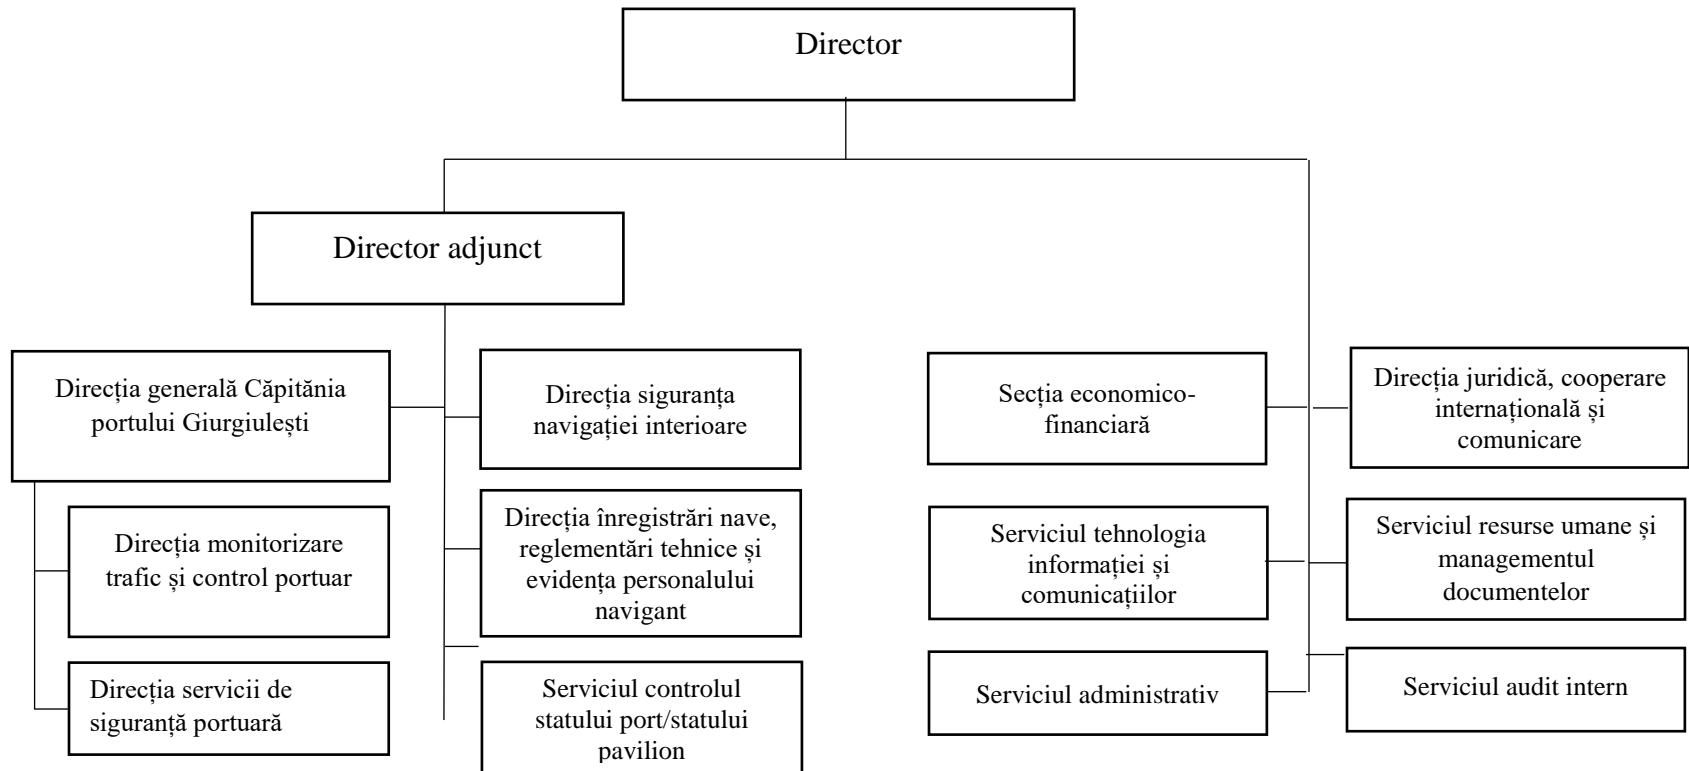 Director
Director adjunct
Direcția generală Căpitănia
portului Giurgiulești
Direcția monitorizare
trafic și control portuar
Direcția servicii de
siguranță portuară
Direcția siguranța
navigației interioare
Direcția înregistrări nave,
reglementări tehnice și
evidența personalului
navigant
Serviciul controlul
statului port/statului
pavilion
Secția economico-
financiară
Serviciul tehnologia
informației și
comunicațiilor
Serviciul administrativ
Direcția juridică, cooperare
internațională și
comunicare
Serviciul resurse umane și
managementul
documentelor
Serviciul audit intern